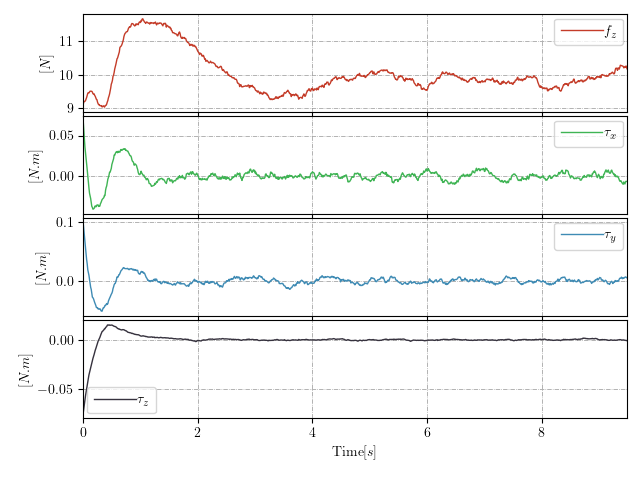 11
10
9
[N]
f_z
0.05
0.00
[N.m]
τ_x
0.1
0.0
[N.m]
τ_y
0.00
−0.05
[N.m]
τ_z
0 2 4 6 8
Time[s]